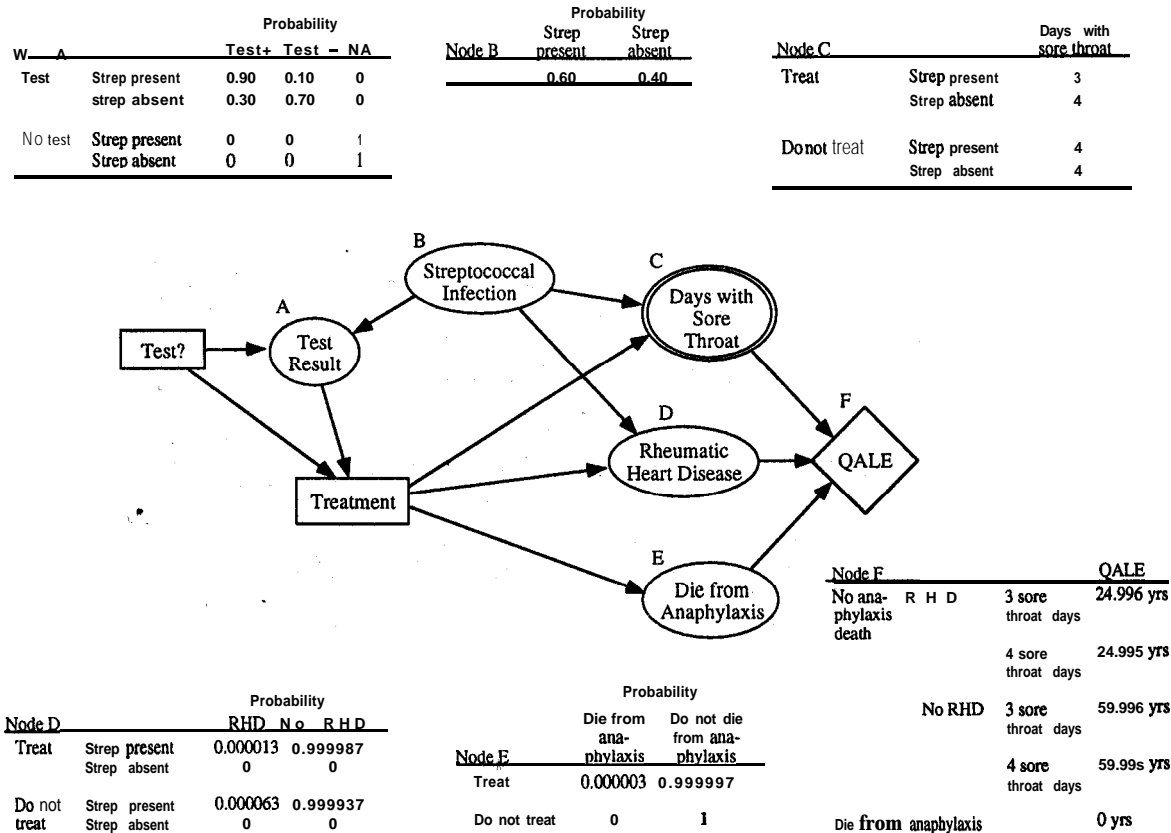 Probability
W A Test+ Test – NA
Test Strep present 0.90 0.10 0
strep absent 0.30 0.70 0
No test Strep present 0 0 1
Strep absent 0 0 1
Probability
Strep Strep
Node B present absent
0.60 0.40
Days with
Node C sore throat
Treat Strep present 3
Strep absent 4
Do not treat Strep present 4
Strep absent 4
B
Streptococcal
Infection
C
Days with
Sore
Throat
A
Test
Result
Test?
F
QALE
D
Rheumatic
Heart Disease
Treatment
E
Die from
Anaphylaxis
Node F QALE
No ana- R H D 3 sore 24.996 yrs
phylaxis throat days
death
4 sore 24.995 yrs
throat days
No RHD 3 sore 59.996 yrs
throat days
4 sore 59.99s yrs
throat days
Die from anaphylaxis 0 yrs
Probability
Node D RHD No RHD
Treat Strep present 0.000013 0.999987
Strep absent 0 0
Do not Strep present 0.000063 0.999937
treat Strep absent 0 0
Probability
Die from Do not die
ana- from ana-
Node E phylaxis phylaxis
Treat 0.000003 0.999997
Do not treat 0 1